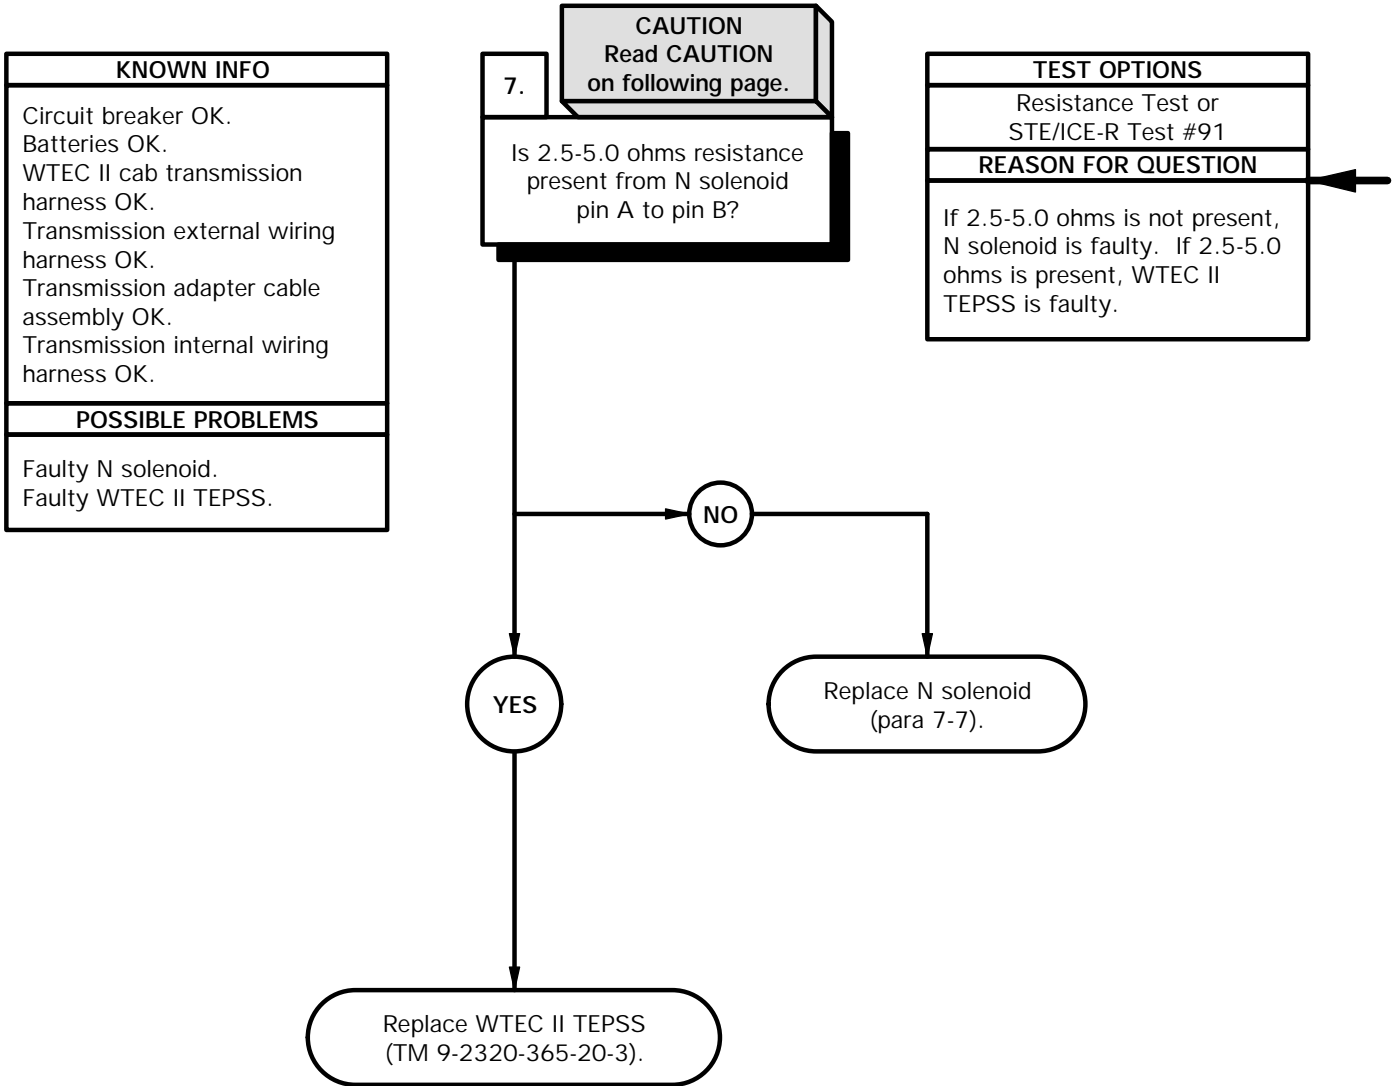 KNOWN INFO
Circuit breaker OK.
Batteries OK.
WTEC II cab transmission
harness OK.
Transmission external wiring
harness OK.
Transmission adapter cable
assembly OK.
Transmission internal wiring
harness OK.
POSSIBLE PROBLEMS
Faulty N solenoid.
Faulty WTEC II TEPSS.
CAUTION
Read CAUTION
on following page.
7.
Is 2.5-5.0 ohms resistance
present from N solenoid
pin A to pin B?
TEST OPTIONS
Resistance Test or
STE/ICE-R Test #91
REASON FOR QUESTION
If 2.5-5.0 ohms is not present,
N solenoid is faulty.  If 2.5-5.0
ohms is present, WTEC II
TEPSS is faulty.
NO
YES
Replace N solenoid
(para 7-7).
Replace WTEC II TEPSS
(TM 9-2320-365-20-3).